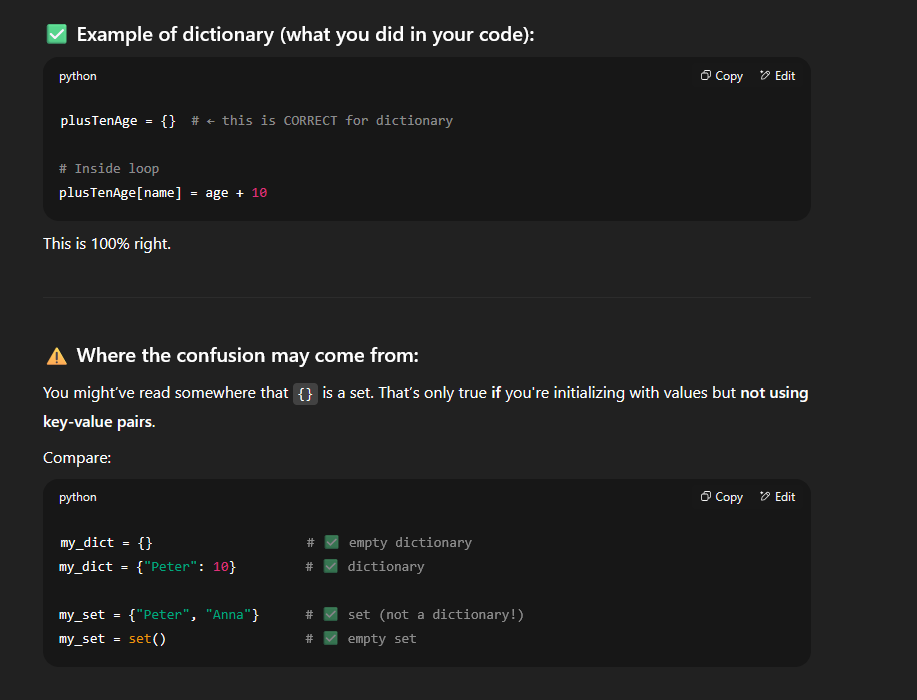 ✅ Example of dictionary (what you did in your code):
python
Copy
Edit
plusTenAge = {}  # ← this is CORRECT for dictionary
# Inside loop
plusTenAge[name] = age + 10
This is 100% right.
⚠️ Where the confusion may come from:
You might’ve read somewhere that {} is a set. That’s only true if you're initializing with values but not using
key-value pairs.
Compare:
python
Copy
Edit
my_dict = {}                    # ✅ empty dictionary
my_dict = {"Peter": 10}         # ✅ dictionary
my_set = {"Peter", "Anna"}      # ✅ set (not a dictionary!)
my_set = set()                  # ✅ empty set